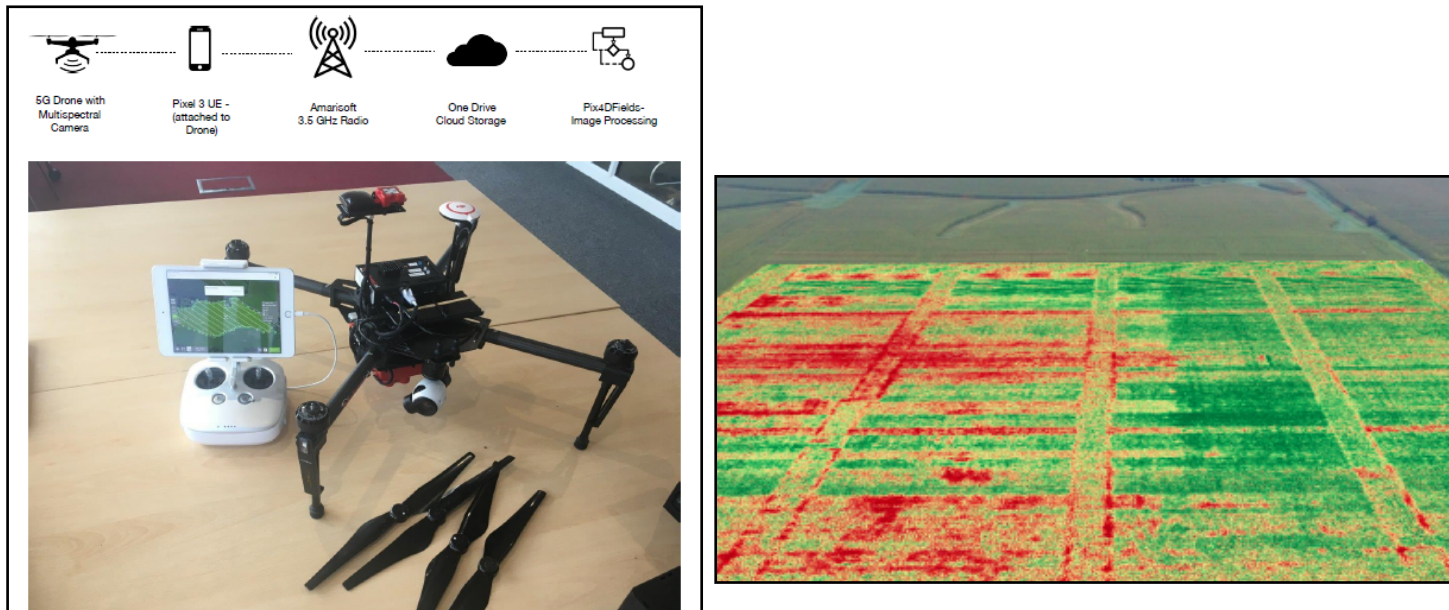 5G Drone with
Multispectral
Camera
Pixel 3 UE -
(attached to
Drone)
Amarisoft
3.5 GHz Radio
One Drive
Cloud Storage
Pix4DFields-
Image Processing